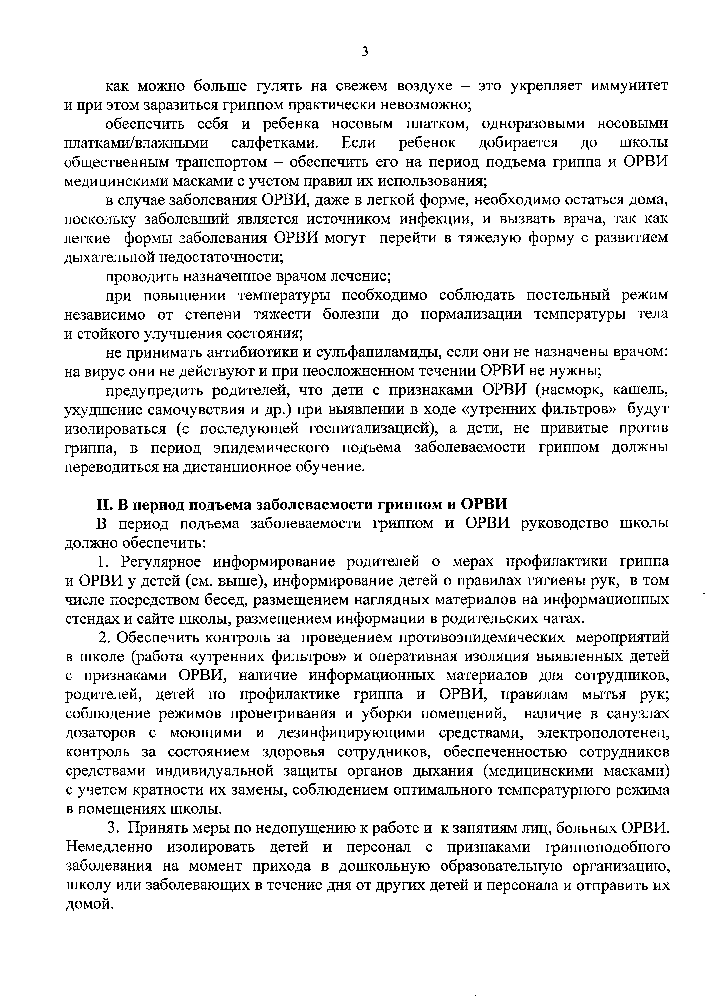 3
как можно больше гулять на свежем воздухе – это укрепляет иммунитет
и при этом заразиться гриппом практически невозможно;
обеспечить себя и ребенка носовым платком, одноразовыми носовыми
платками/влажными салфетками. Если ребенок добирается до школы
общественным транспортом – обеспечить его на период подъема гриппа и ОРВИ
медицинскими масками с учетом правил их использования;
в случае заболевания ОРВИ, даже в легкой форме, необходимо остаться дома,
поскольку заболевший является источником инфекции, и вызвать врача, так как
легкие формы заболевания ОРВИ могут перейти в тяжелую форму с развитием
дыхательной недостаточности;
проводить назначенное врачом лечение;
при повышении температуры необходимо соблюдать постельный режим
независимо от степени тяжести болезни до нормализации температуры тела
и стойкого улучшения состояния;
не принимать антибиотики и сульфаниламиды, если они не назначены врачом:
на вирус они не действуют и при неосложненном течении ОРВИ не нужны;
предупредить родителей, что дети с признаками ОРВИ (насморк, кашель,
ухудшение самочувствия и др.) при выявлении в ходе «утренних фильтров» будут
изолироваться (с последующей госпитализацией), а дети, не привитые против
гриппа, в период эпидемического подъема заболеваемости гриппом должны
переводиться на дистанционное обучение.
II. В период подъема заболеваемости гриппом и ОРВИ
В период подъема заболеваемости гриппом и ОРВИ руководство школы
должно обеспечить:
1. Регулярное информирование родителей о мерах профилактики гриппа
и ОРВИ у детей (см. выше), информирование детей о правилах гигиены рук, в том
числе посредством бесед, размещением наглядных материалов на информационных
стендах и сайте школы, размещением информации в родительских чатах.
2. Обеспечить контроль за проведением противоэпидемических мероприятий
в школе (работа «утренних фильтров» и оперативная изоляция выявленных детей
с признаками ОРВИ, наличие информационных материалов для сотрудников,
родителей, детей по профилактике гриппа и ОРВИ, правилам мытья рук;
соблюдение режимов проветривания и уборки помещений, наличие в санузлах
дозаторов с моющими и дезинфицирующими средствами, электрополотенец,
контроль за состоянием здоровья сотрудников, обеспеченностью сотрудников
средствами индивидуальной защиты органов дыхания (медицинскими масками)
с учетом кратности их замены, соблюдением оптимального температурного режима
в помещениях школы.
3. Принять меры по недопущению к работе и к занятиям лиц, больных ОРВИ.
Немедленно изолировать детей и персонал с признаками гриппоподобного
заболевания на момент прихода в дошкольную образовательную организацию,
школу или заболевающих в течение дня от других детей и персонала и отправить их
домой.